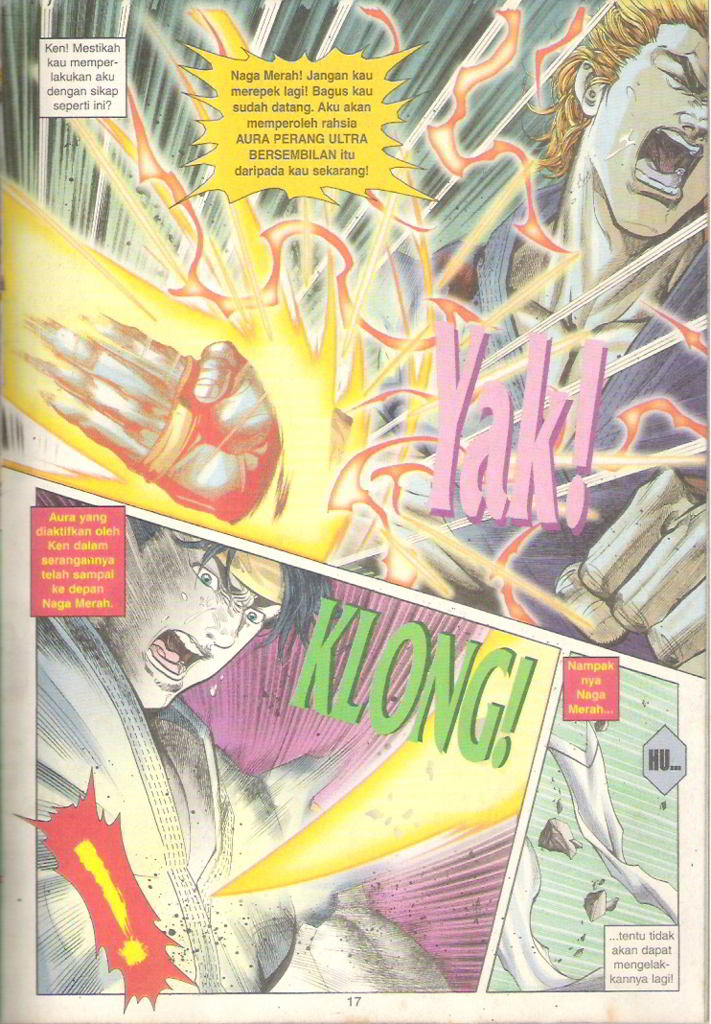 Ken! Mestikah
kau memper-
lakukan aku
dengan sikap
seperti ini?
Naga Merah! Jangan kau
merepek lagi! Bagus kau
sudah datang. Aku akan
memperoleh rahsia
AURA PERANG ULTRA
BERSEMBILAN itu
daripada kau sekarang!
Yak!
Aura yang
diaktifkan oleh
Ken dalam
serangannya
telah sampai
ke depan
Naga Merah.
KLONG!
!
Nampak
nya
Naga
Merah...
HU...
...tentu tidak
akan dapat
mengelak-
kannya lagi!
17